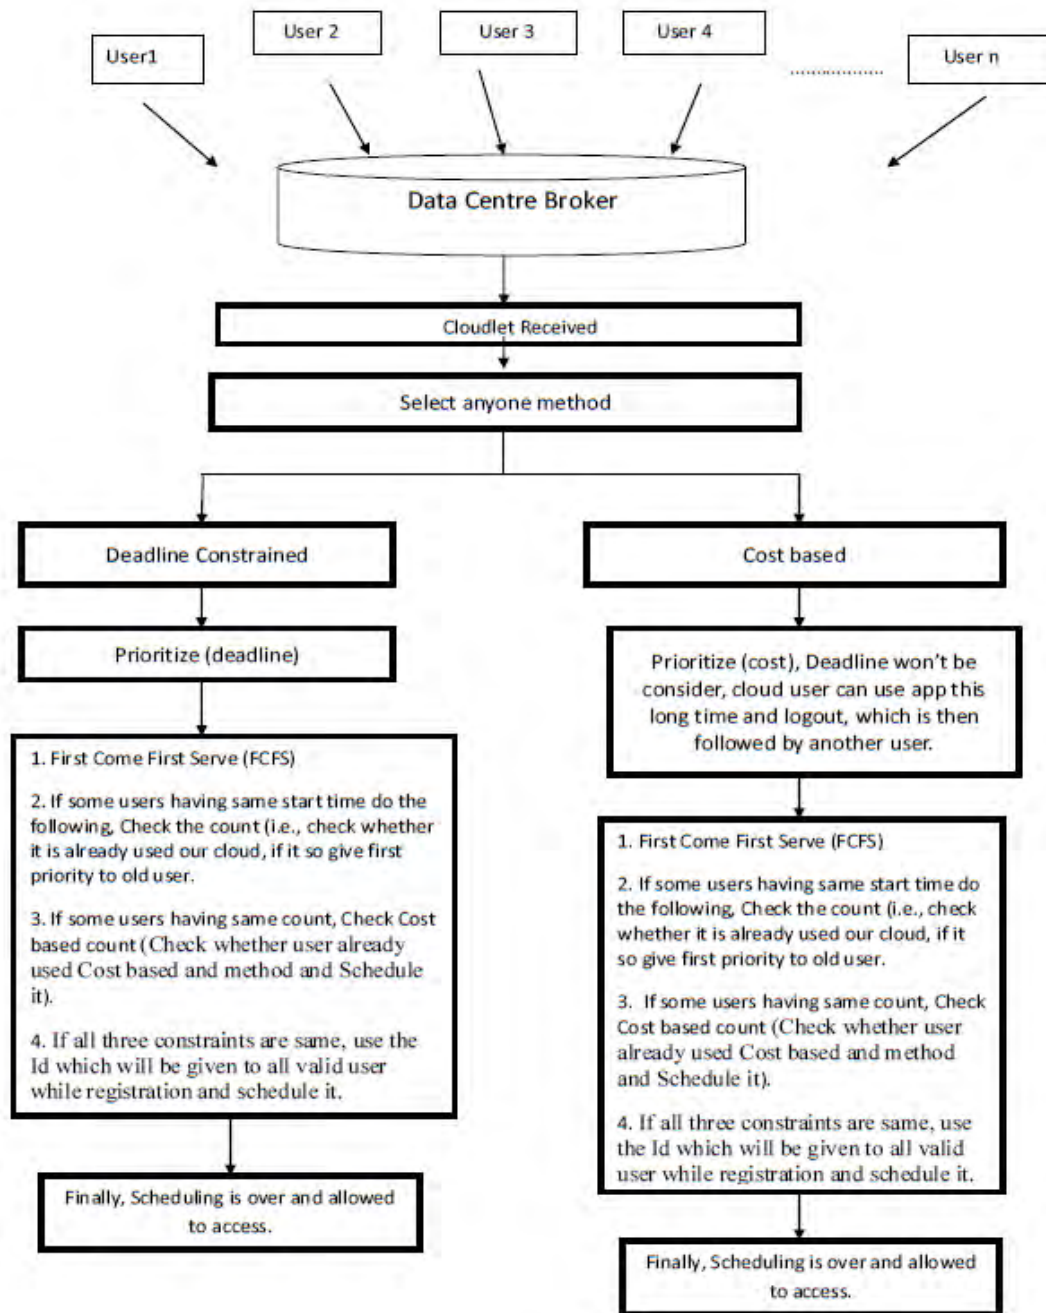 User1
User 2
User 3
User 4
..................
User n
Data Centre Broker
Cloudlet Received
Select anyone method
Deadline Constrained
Prioritize (deadline)
1. First Come First Serve (FCFS)
2. If some users having same start time do the
following, Check the count (i.e., check whether
it is already used our cloud, if it so give first
priority to old user.
3. If some users having same count, Check Cost
based count (Check whether user already
used Cost based and method and Schedule
it).
4. If all three constraints are same, use the
Id which will be given to all valid user
while registration and schedule it.
Finally, Scheduling is over and allowed
to access.
Cost based
Prioritize (cost), Deadline won't be
consider, cloud user can use app this
long time and logout, which is then
followed by another user.
1. First Come First Serve (FCFS)
2. If some users having same start time do
the following, Check the count (i.e., check
whether it is already used our cloud, if it
so give first priority to old user.
3. If some users having same count, Check
Cost based count (Check whether user
already used Cost based and method
and Schedule it).
4. If all three constraints are same, use
the Id which will be given to all valid
user while registration and schedule it.
Finally, Scheduling is over and allowed
to access.